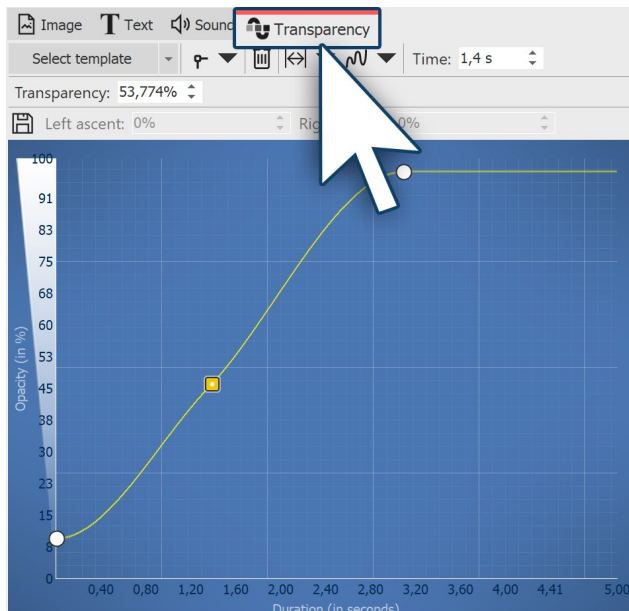 Image Text Sound Transparency
Select template Time: 1,4 s
Transparency: 53,774%
Left ascent: 0% 0%
100
91
83
75
68
60
53
45
38
30
23
15
8
0
Opacity (in %)
0,40 0,80 1,20 1,60 2,00 2,40 2,80 3,20 3,60 4,00 4,41 5,00
Duration (in seconds)